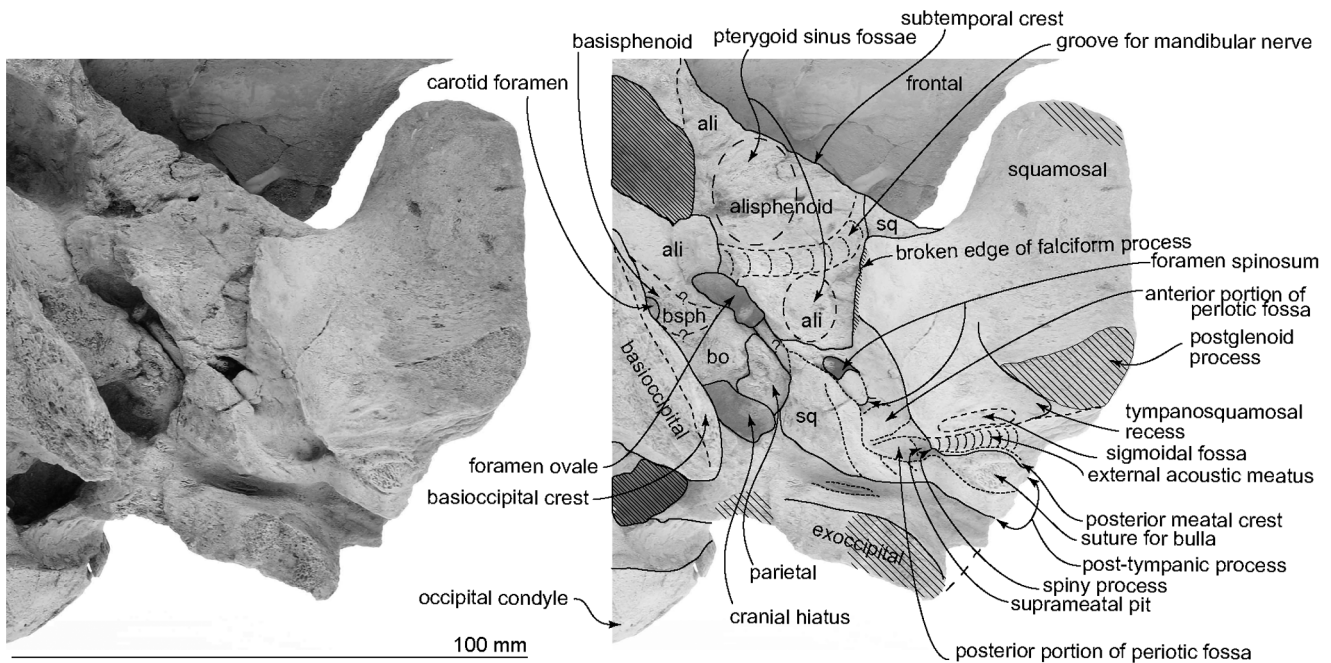 subtemporal crest
basisphenoid
pterygoid sinus fossae
groove for mandibular nerve
carotid foramen
frontal
ali
squamosal
alisphenoid
sq
ali
broken edge of falciform process
foramen spinosum
bsph
ali
anterior portion of
periotic fossa
postglenoid
process
bo
basioccipital
sq
tympanosquamosal
recess
sigmoidal fossa
foramen ovale
external acoustic meatus
basioccipital crest
posterior meatal crest
exoccipital
suture for bulla
post-tympanic process
parietal
spiny process
occipital condyle
suprameatal pit
cranial hiatus
100 mm
posterior portion of periotic fossa